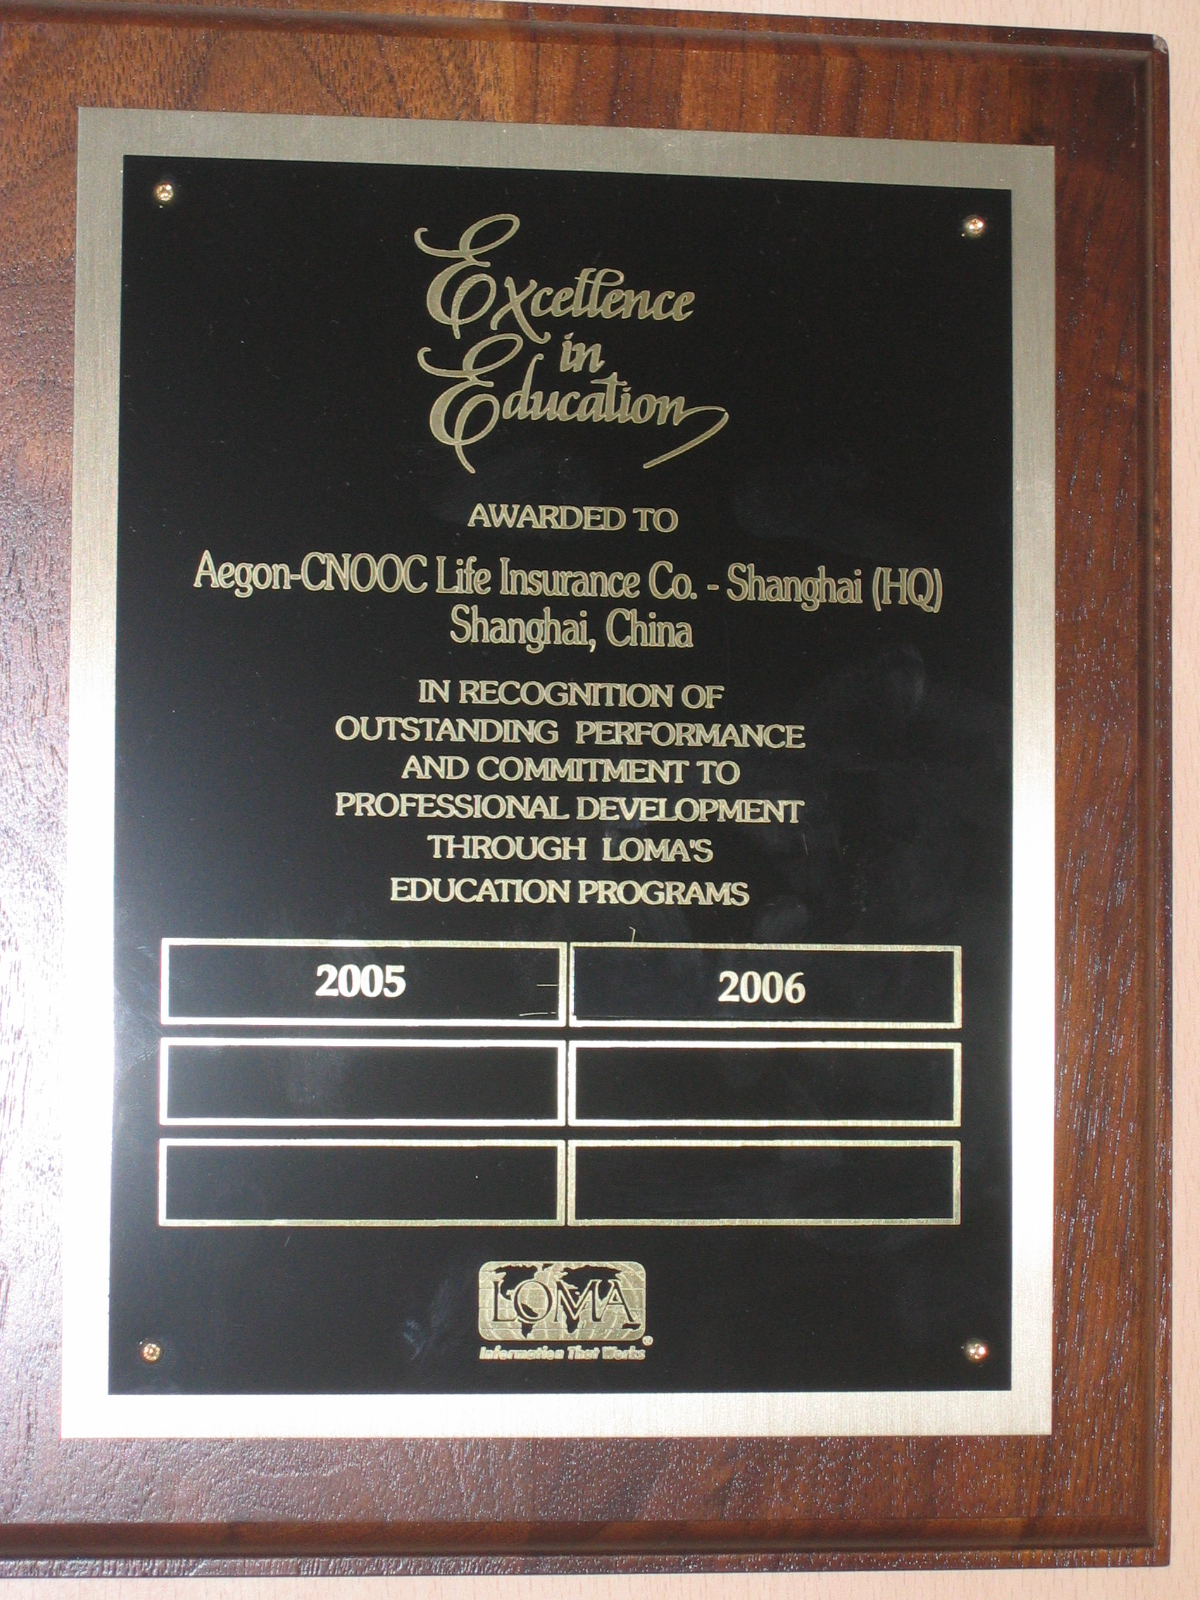 Excellence
in
Education
AWARDED TO
Aegon-CNOOC Life Insurance Co. - Shanghai (HQ)
Shanghai, China
IN RECOGNITION OF
OUTSTANDING PERFORMANCE
AND COMMITMENT TO
PROFESSIONAL DEVELOPMENT
THROUGH LOMA'S
EDUCATION PROGRAMS
2005 2006
LOMA®
Information That Works